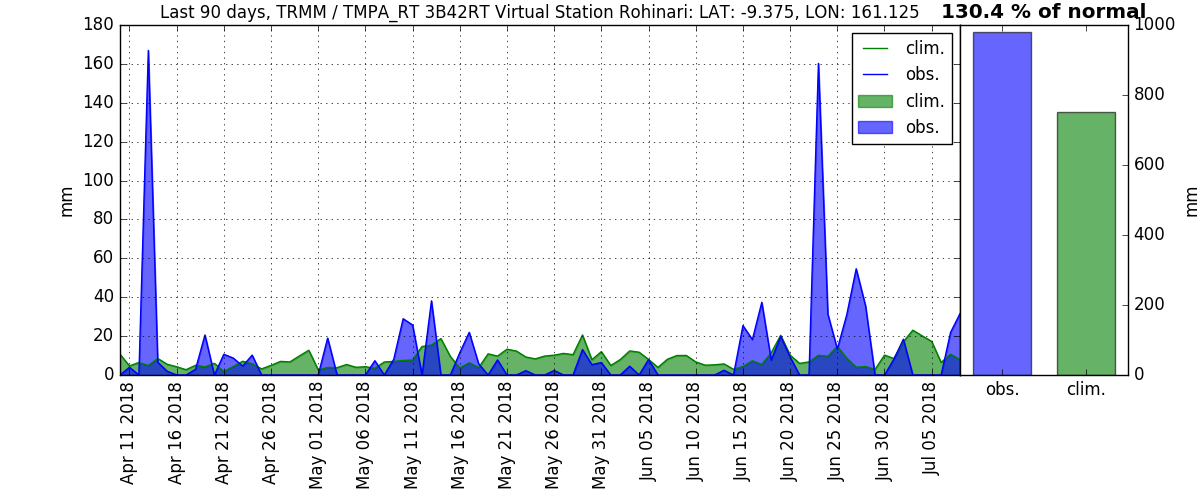 Last 90 days, TRMM / TMPA_RT 3B42RT Virtual Station Rohinari: LAT: -9.375, LON: 161.125
130.4 % of normal
180
160
140
120
100
80
60
40
20
0
mm
clim.
obs.
clim.
obs.
Apr 11 2018
Apr 16 2018
Apr 21 2018
Apr 26 2018
May 01 2018
May 06 2018
May 11 2018
May 16 2018
May 21 2018
May 26 2018
May 31 2018
Jun 05 2018
Jun 10 2018
Jun 15 2018
Jun 20 2018
Jun 25 2018
Jun 30 2018
Jul 05 2018
1000
800
600
400
200
0
mm
obs.
clim.